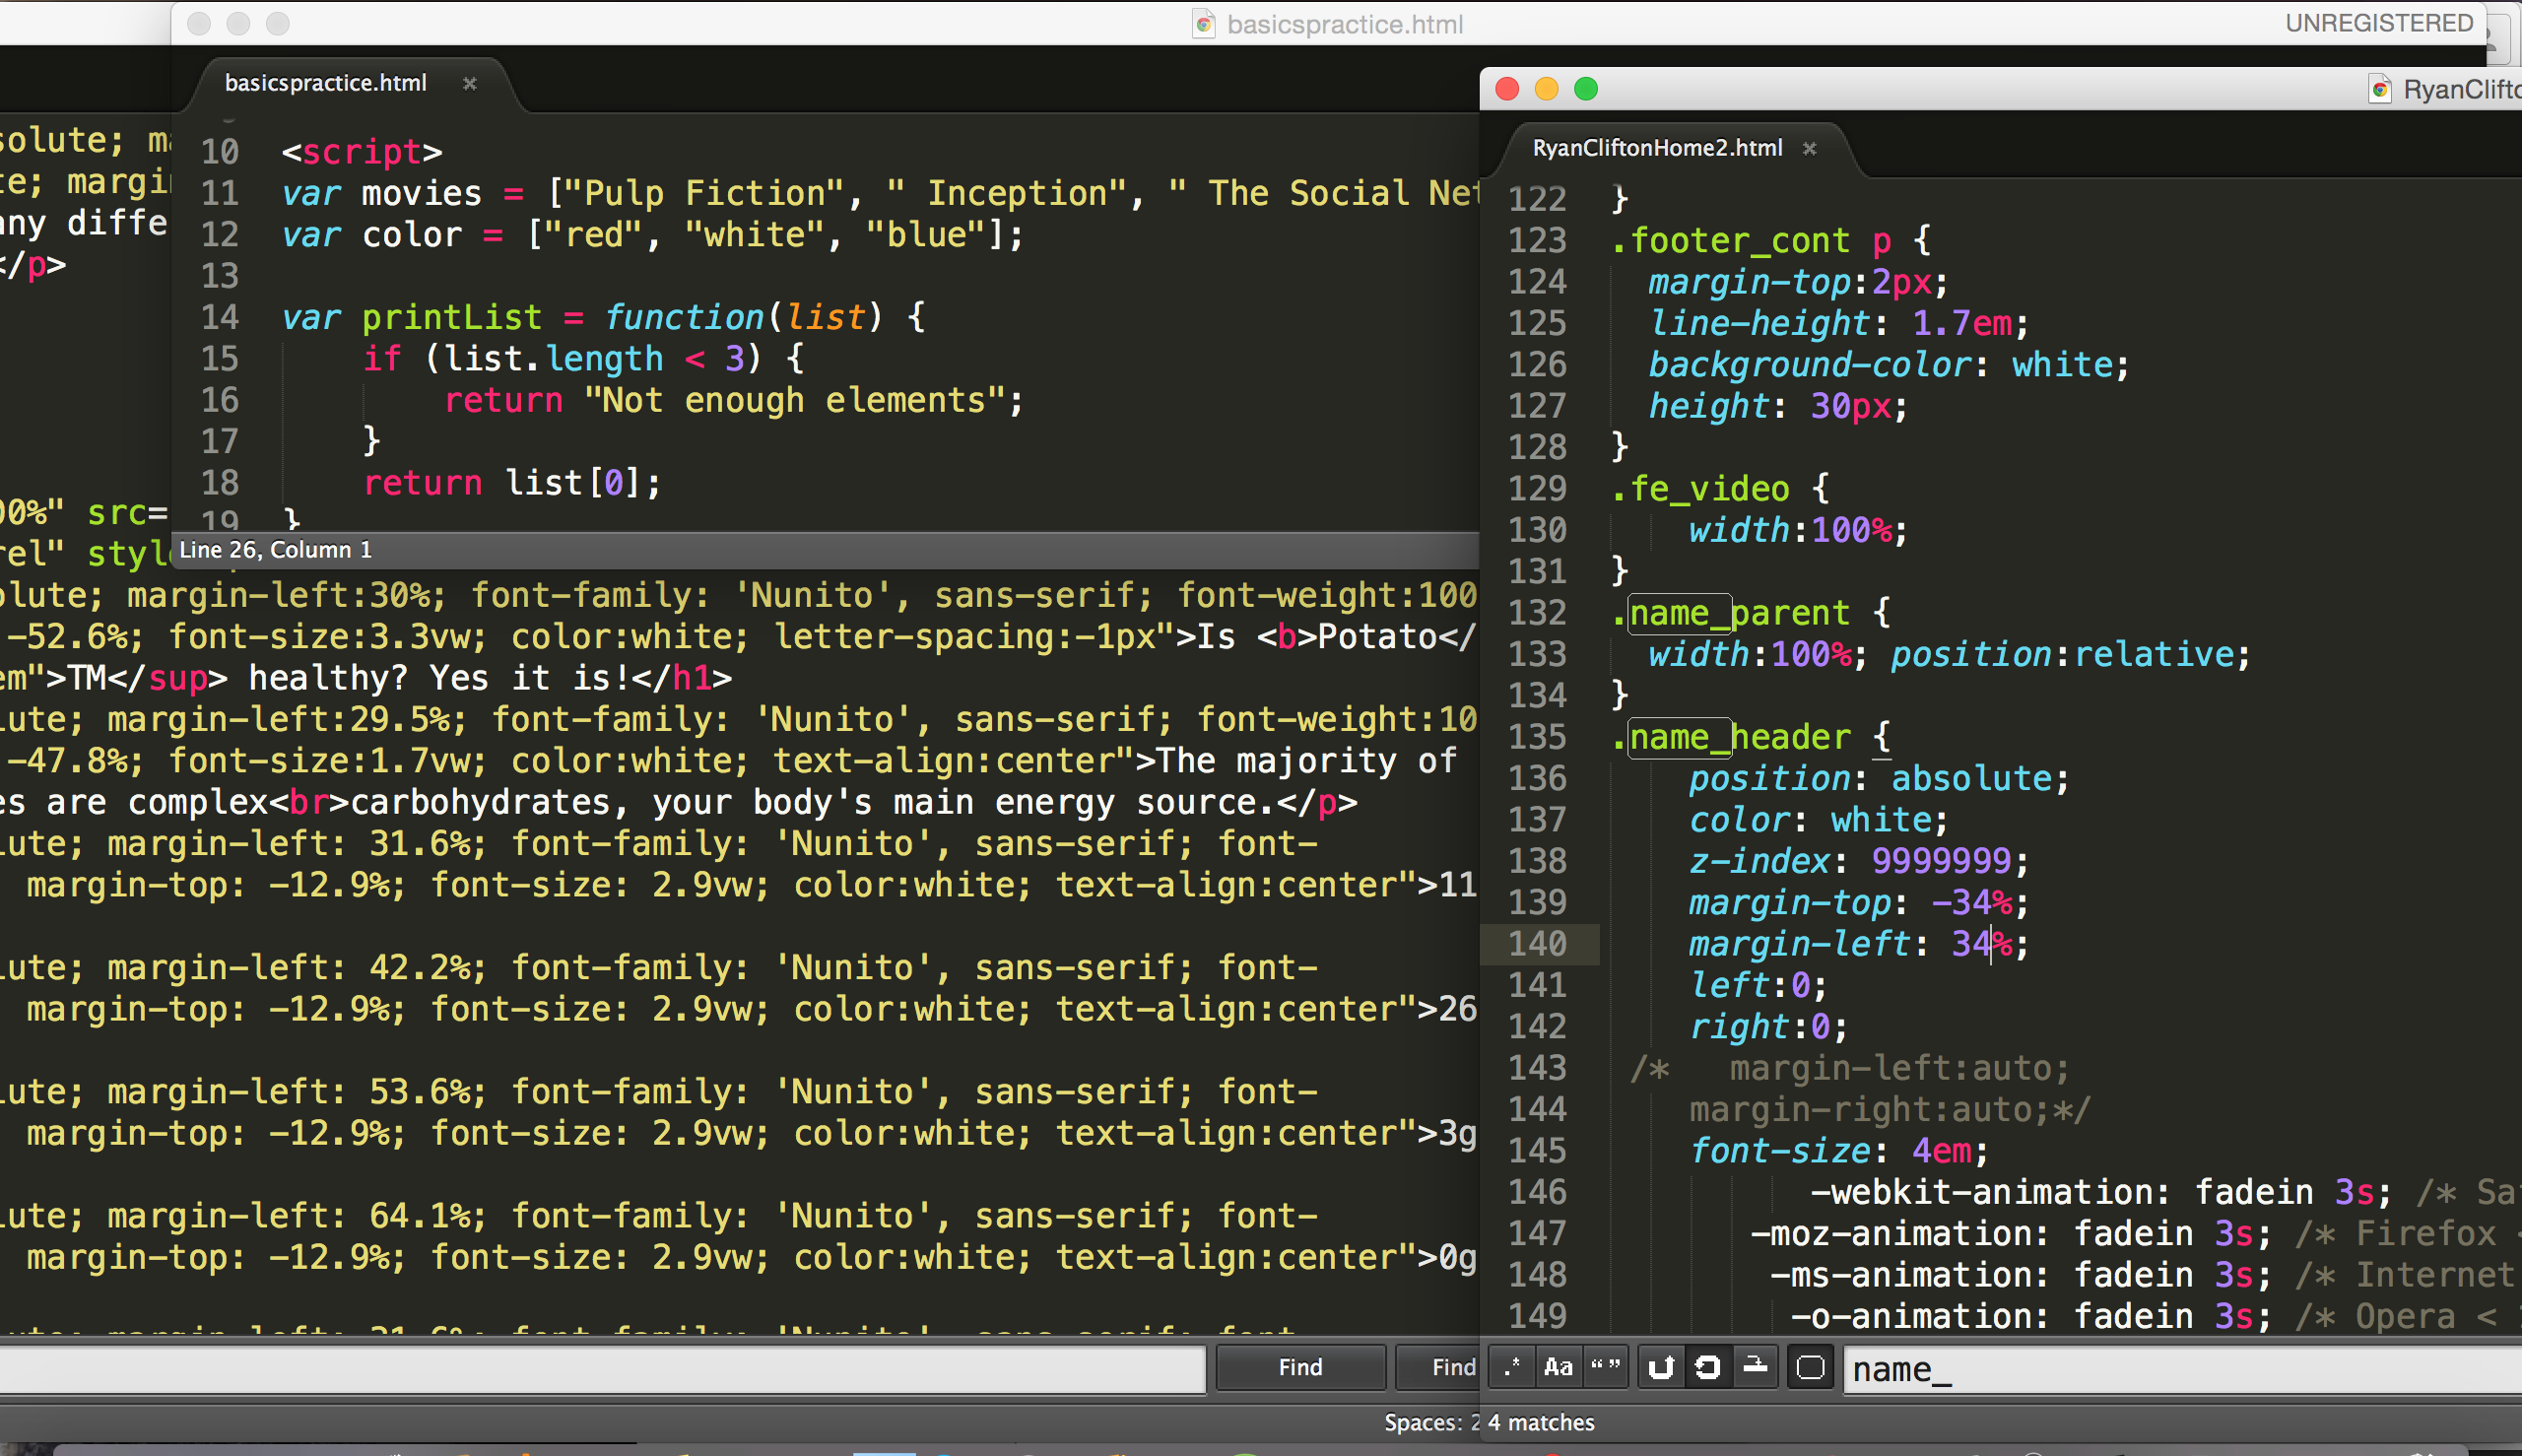 basicspractice.html
UNREGISTERED
basicspractice.html
10 <script>
11 var movies = ["Pulp Fiction", " Inception", " The Social Net
12 var color = ["red", "white", "blue"];
13
14 var printList = function(list) {
15 if (list.length < 3) {
16 return "Not enough elements";
17 }
18 return list[0];
19 }
Line 26, Column 1
solute; ma
te; margi
any diffe
</p>
00%" src=
rel" style
olute; margin-left:30%; font-family: 'Nunito', sans-serif; font-weight:100
-52.6%; font-size:3.3vw; color:white; letter-spacing:-1px">Is <b>Potato</
em">TM</sup> healthy? Yes it is!</h1>
lute; margin-left:29.5%; font-family: 'Nunito', sans-serif; font-weight:10
-47.8%; font-size:1.7vw; color:white; text-align:center">The majority of
es are complex<br>carbohydrates, your body's main energy source.</p>
lute; margin-left: 31.6%; font-family: 'Nunito', sans-serif; font-
margin-top: -12.9%; font-size: 2.9vw; color:white; text-align:center">11
lute; margin-left: 42.2%; font-family: 'Nunito', sans-serif; font-
margin-top: -12.9%; font-size: 2.9vw; color:white; text-align:center">26
lute; margin-left: 53.6%; font-family: 'Nunito', sans-serif; font-
margin-top: -12.9%; font-size: 2.9vw; color:white; text-align:center">3g
lute; margin-left: 64.1%; font-family: 'Nunito', sans-serif; font-
margin-top: -12.9%; font-size: 2.9vw; color:white; text-align:center">0g
lute; margin-left: 31.6%; font-family: 'Nunito', sans-serif; font-
Find
Find
Spaces: 2
RyanClifto
RyanCliftonHome2.html
122 }
123 .footer_cont p {
124 margin-top:2px;
125 line-height: 1.7em;
126 background-color: white;
127 height: 30px;
128 }
129 .fe_video {
130 width:100%;
131 }
132 .name_parent {
133 width:100%; position:relative;
134 }
135 .name_header {
136 position: absolute;
137 color: white;
138 z-index: 9999999;
139 margin-top: -34%;
140 margin-left: 34%;
141 left:0;
142 right:0;
143 /* margin-left:auto;
144 margin-right:auto;*/
145 font-size: 4em;
146 -webkit-animation: fadein 3s; /* Sa
147 -moz-animation: fadein 3s; /* Firefox <
148 -ms-animation: fadein 3s; /* Internet
149 -o-animation: fadein 3s; /* Opera <
.* Aa “”
name_
4 matches